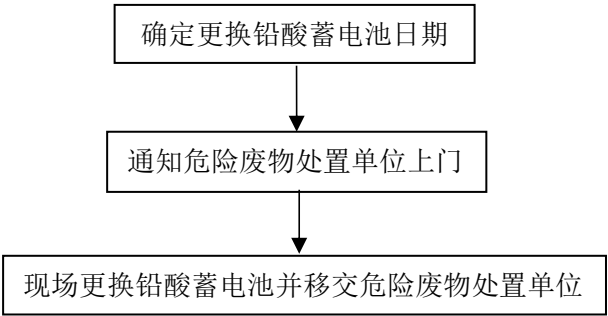 确定更换铅酸蓄电池日期
通知危险废物处置单位上门
现场更换铅酸蓄电池并移交危险废物处置单位